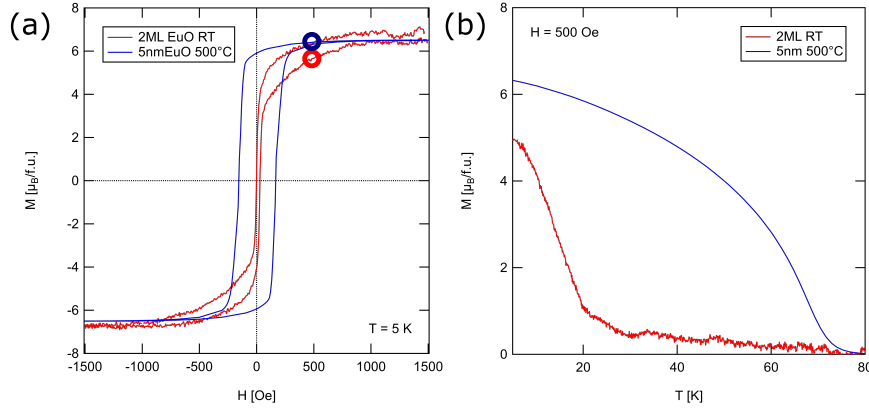 (a)
2ML EuO RT
5nmEuO 500°C
M [μB/f.u.]
8
6
4
2
0
-2
-4
-6
-8
T = 5 K
-1500
-1000
-500
0
500
1000
1500
H [Oe]
(b)
H = 500 Oe
2ML RT
5nm 500°C
M [μB/f.u.]
6
4
2
0
20
40
60
80
T [K]